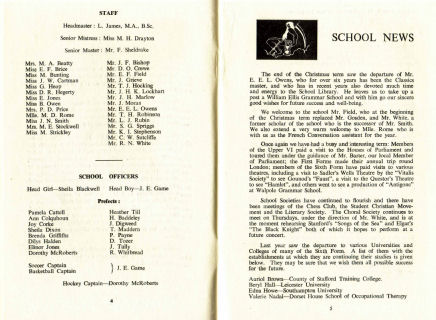 STAFF
Headmaster : L. James, M.A., B.Sc.
Senior Mistress : Miss M. H. Drayton
Senior Master : Mr. F. Sheldrake
Mrs. M. A. Beatty
Miss E. F. Brice
Miss M. Bunting
Miss J. W. Cartman
Miss G. Heap
Miss D. R. Hegerty
Miss E. Jones
Miss B. Owen
Mrs. P. D. Price
Mlle. M. D. Rome
Miss J. N. Smith
Mrs. M. E. Stockwell
Miss M. Strickley
Mr. J. F. Bishop
Mr. D. O. Crowe
Mr. E. F. Field
Mr. J. Grieve
Mr. T. J. Hocking
Mr. J. H. K. Lockhart
Mr. J. H. Marlow
Mr. J. Moran
Mr. E. E. L. Owens
Mr. T. H. Robinson
Mr. L. J. Rubin
Mr. S. G. Spriggs
Mr. K. I. Stephenson
Mr. C. W. Sutcliffe
Mr. R. N. White
SCHOOL OFFICERS
Head Girl—Sheila Blackwell Head Boy—J. E. Game
Prefects :
Pamela Cattell
Ann Colquhoun
Joy Corke
Sheila Dixon
Brenda Griffiths
Dilys Halden
Elinor Jones
Dorothy McRoberts
Heather Till
H. Baddeley
J. Digweed
T. Maddern
P. Payne
D. Tozer
J. Tully
R. Whitbread
Soccer Captain
Basketball Captain
} J. E. Game
Hockey Captain—Dorothy McRoberts
4
SCHOOL NEWS
The end of the Christmas term saw the departure of Mr.
E. E. L. Owens, who for over six years has been the Classics
master, and who in recent years also devoted much time
and energy to the School Library. He leaves us to take up a
post at William Ellis Grammar School and with him go our sincere
good wishes for future success and well-being.
We welcome to the school Mr. Field, who at the beginning
of the Christmas term replaced Mr. Gosden, and Mr. White, a
former scholar of the school who is the successor of Mr. Smith.
We also extend a very warm welcome to Mlle. Rome who is
with us as the French Conversation assistant for the year.
Once again we have had a busy and interesting term: Members
of the Upper VI paid a visit to the Houses of Parliament and
toured them under the guidance of Mr. Barter, our local Member
of Parliament; the First Forms made their annual trip round
London; members of the Sixth Form have paid visits to various
theatres, including a visit to Sadler's Wells Theatre by the "Vitalis
Society" to see Gounod's "Faust", a visit to the Questor's Theatre
to see "Hamlet", and others went to see a production of "Antigone"
at Walpole Grammar School.
School Societies have continued to flourish and there have
been meetings of the Chess Club, the Student Christian Movement
and the Literary Society. The Choral Society continues to
meet on Thursdays, under the direction of Mr. White, and is at
the moment rehearsing Stanford's "Songs of the Sea" and Elgar's
"The Black Knight" both of which it hopes to perform at a
future concert.
Last year saw the departure to various Universities and
Colleges of many of the Sixth Form. A list of them with the
establishments at which they are continuing their studies is given
below. They may be sure that we wish them all possible success
for the future.
Auriol Brown—County of Stafford Training College.
Beryl Hall—Leicester University
Edna Howe—Southampton University
Valerie Nadal—Dorset House School of Occupational Therapy
5